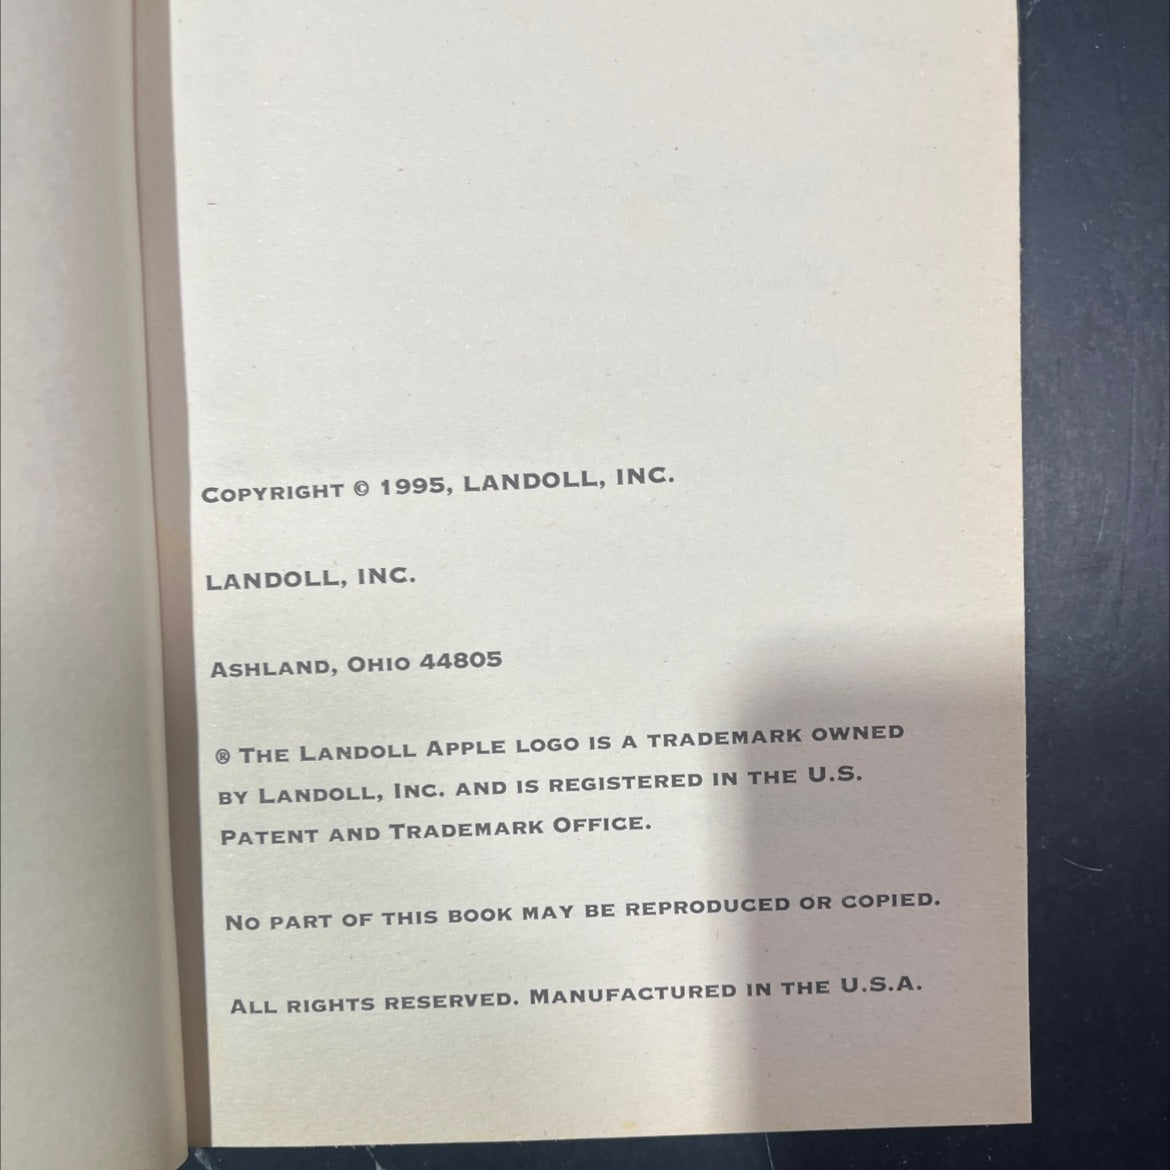 Copyright © 1995, LANDOLL, INC.
LANDOLL, INC.
Ashland, Ohio 44805
® The Landoll Apple logo is a trademark owned
by Landoll, Inc. and is registered in the U.S.
Patent and Trademark Office.
No part of this book may be reproduced or copied.
All rights reserved. Manufactured in the U.S.A.